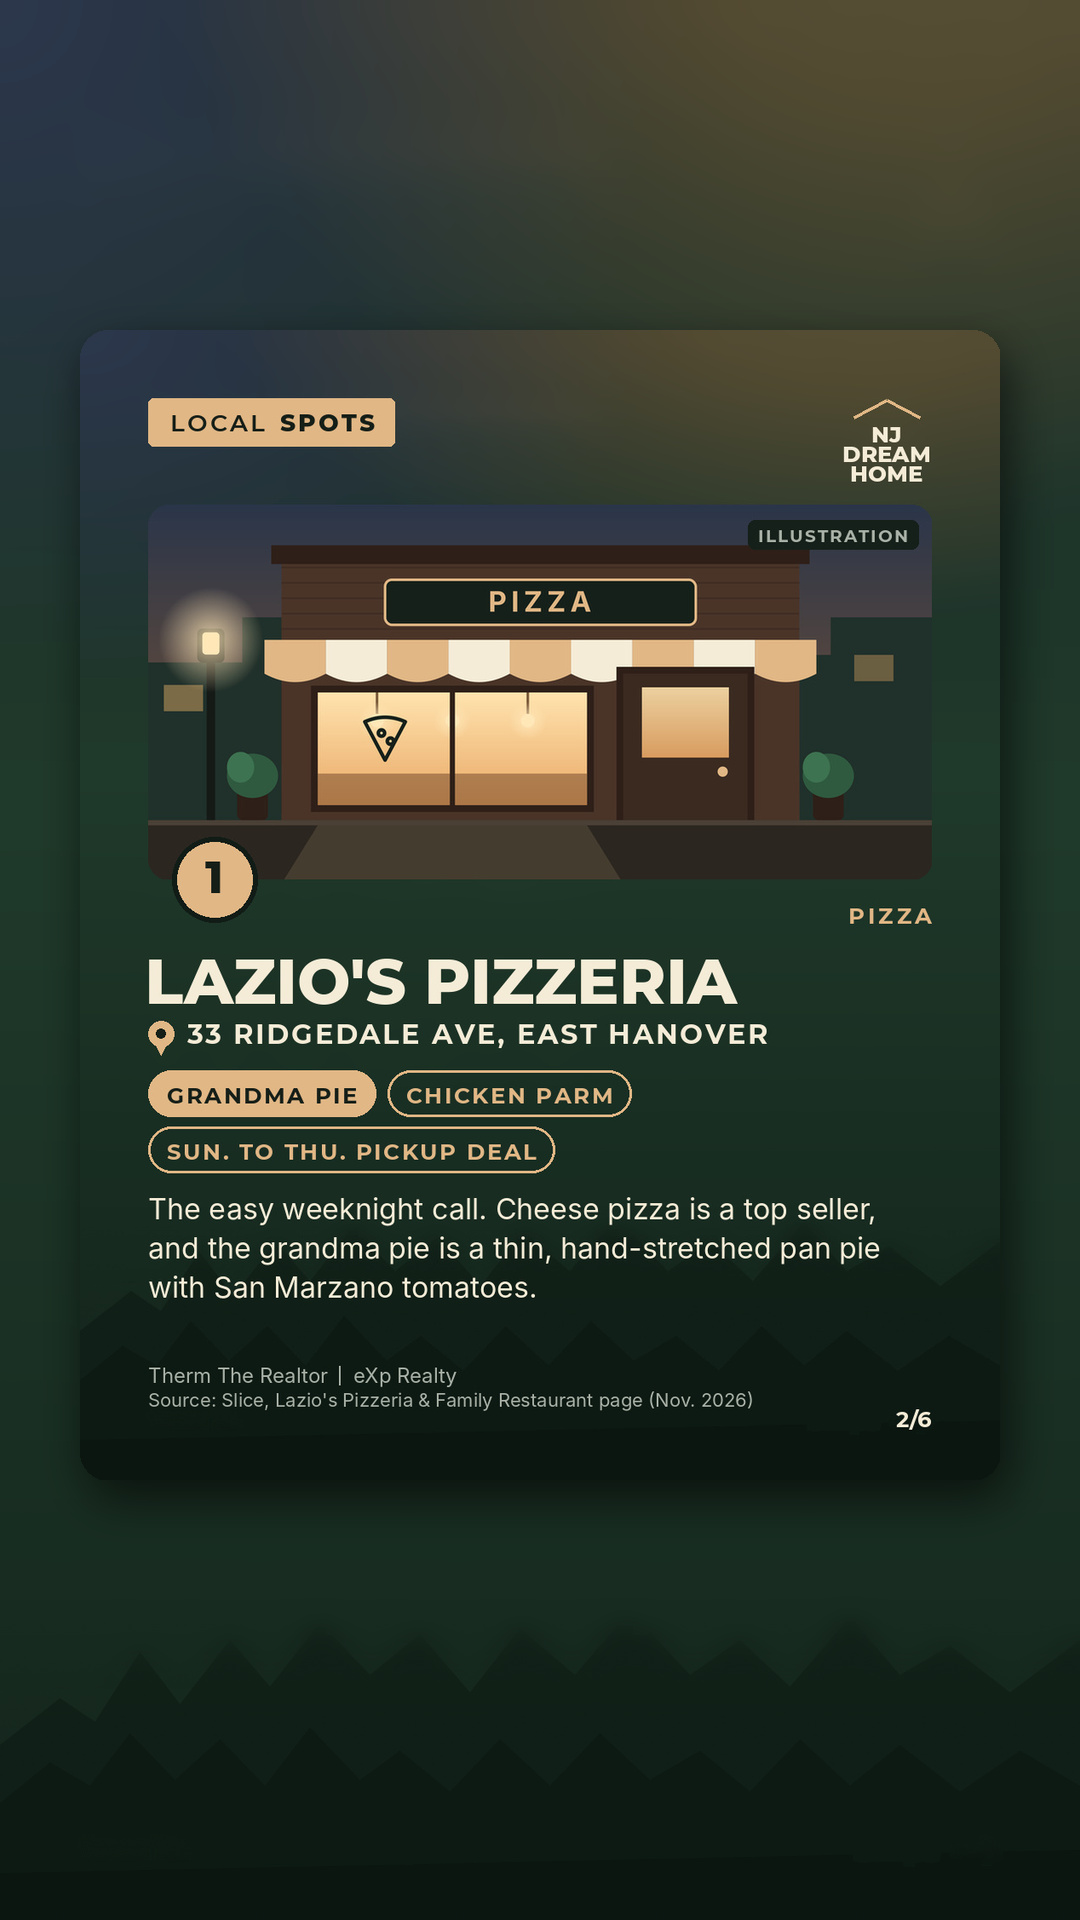 LOCAL SPOTS
NJ
DREAM
HOME
ILLUSTRATION
PIZZA
1
PIZZA
LAZIO'S PIZZERIA
33 RIDGEDALE AVE, EAST HANOVER
GRANDMA PIE
CHICKEN PARM
SUN. TO THU. PICKUP DEAL
The easy weeknight call. Cheese pizza is a top seller,
and the grandma pie is a thin, hand-stretched pan pie
with San Marzano tomatoes.
Therm The Realtor | eXp Realty
Source: Slice, Lazio's Pizzeria & Family Restaurant page (Nov. 2026)
2/6